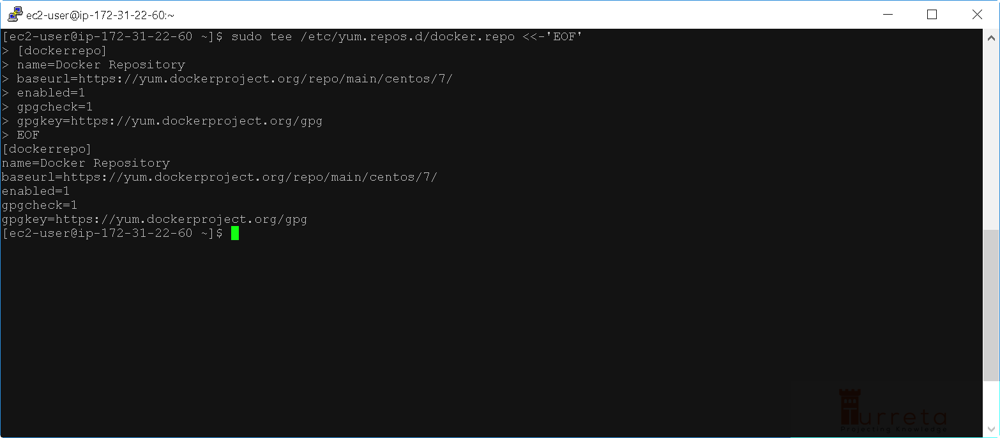 ec2-user@ip-172-31-22-60:~
[ec2-user@ip-172-31-22-60 ~]$ sudo tee /etc/yum.repos.d/docker.repo <<-'EOF'
> [dockerrepo]
> name=Docker Repository
> baseurl=https://yum.dockerproject.org/repo/main/centos/7/
> enabled=1
> gpgcheck=1
> gpgkey=https://yum.dockerproject.org/gpg
> EOF
[dockerrepo]
name=Docker Repository
baseurl=https://yum.dockerproject.org/repo/main/centos/7/
enabled=1
gpgcheck=1
gpgkey=https://yum.dockerproject.org/gpg
[ec2-user@ip-172-31-22-60 ~]$
Turreta
Projecting Knowledge